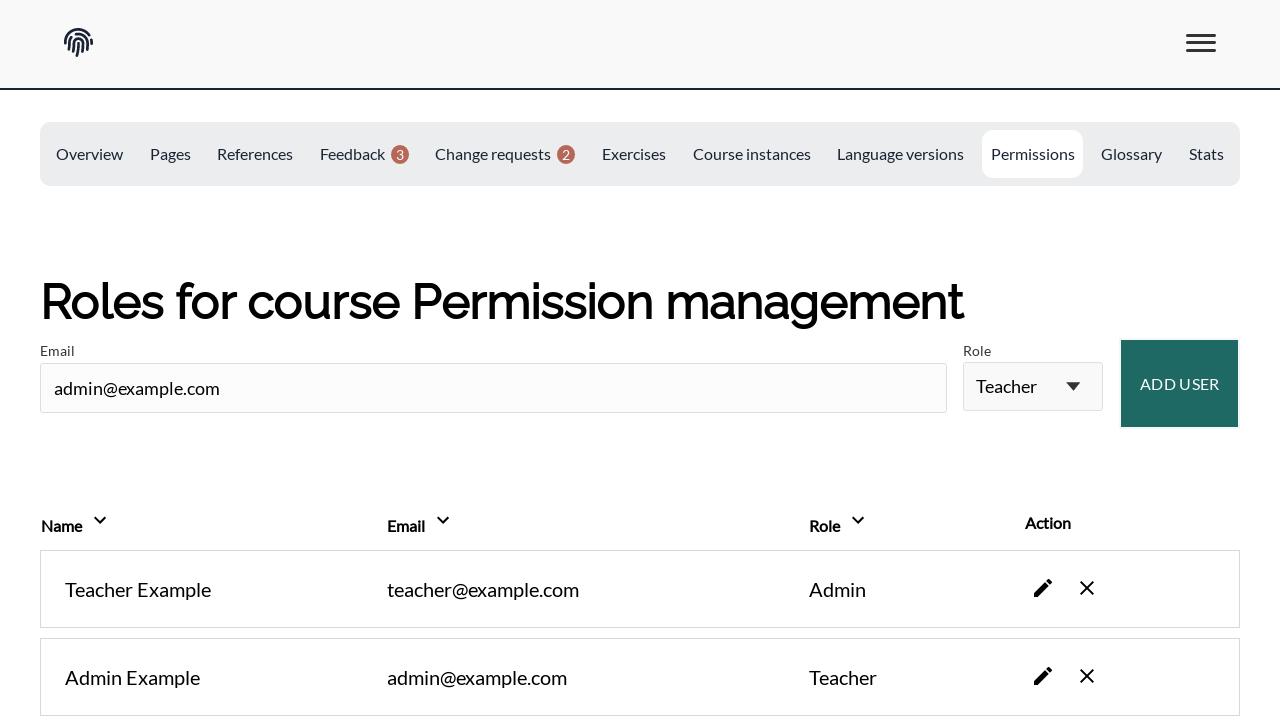 Overview Pages References Feedback 3 Change requests 2 Exercises Course instances Language versions Permissions Glossary Stats
Roles for course Permission management
Email Role
admin@example.com Teacher ADD USER
Name Email Role Action
Teacher Example teacher@example.com Admin
Admin Example admin@example.com Teacher